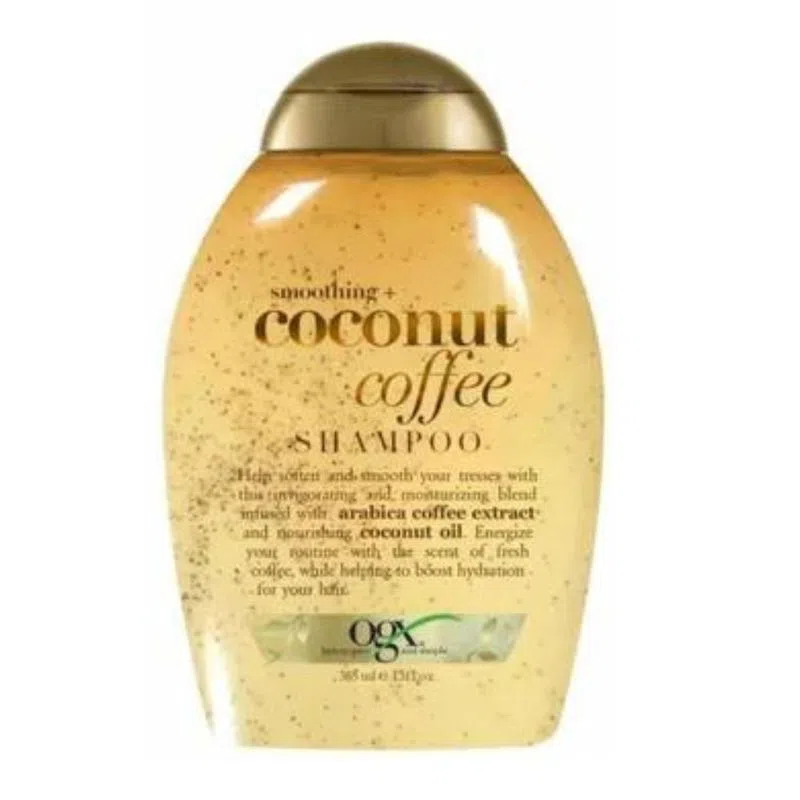 smoothing +
coconut
coffee
SHAMPOO
Help soften and smooth your tresses with
this invigorating and moisturizing blend
infused with arabica coffee extract
and nourishing coconut oil. Energize
your routine with the scent of fresh
coffee, while helping to boost hydration
for your hair.
ogx
and simple
385 ml e 13 fl oz